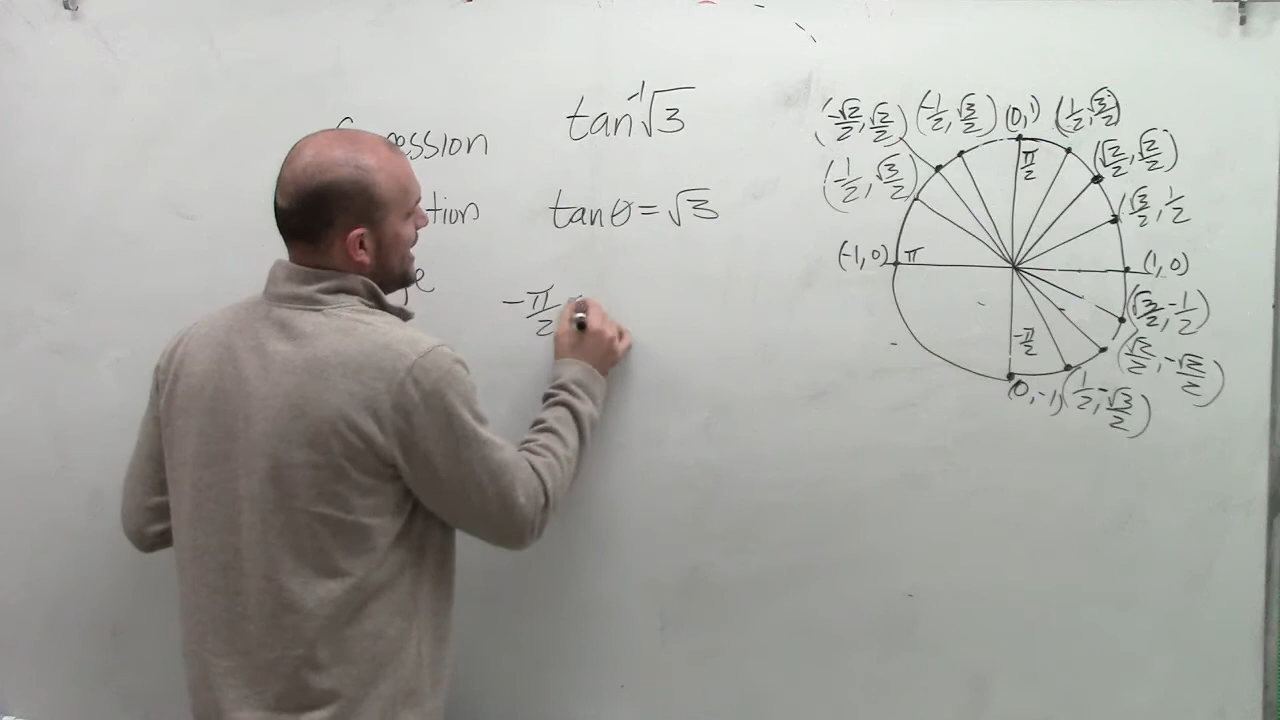 tan⁻¹√3
tanθ = √3
-π/2
(-√2/2, √2/2)
(-1/2, √3/2)
(0, 1)
(1/2, √3/2)
(√2/2, √2/2)
(-1/2, √3/2)
(√3/2, 1/2
π/2
(-1, 0)
π
(1, 0)
(√3/2, -1/2)
-π/2
(√2/2, -√2/2)
(0, -1)
(1/2, -√3/2)